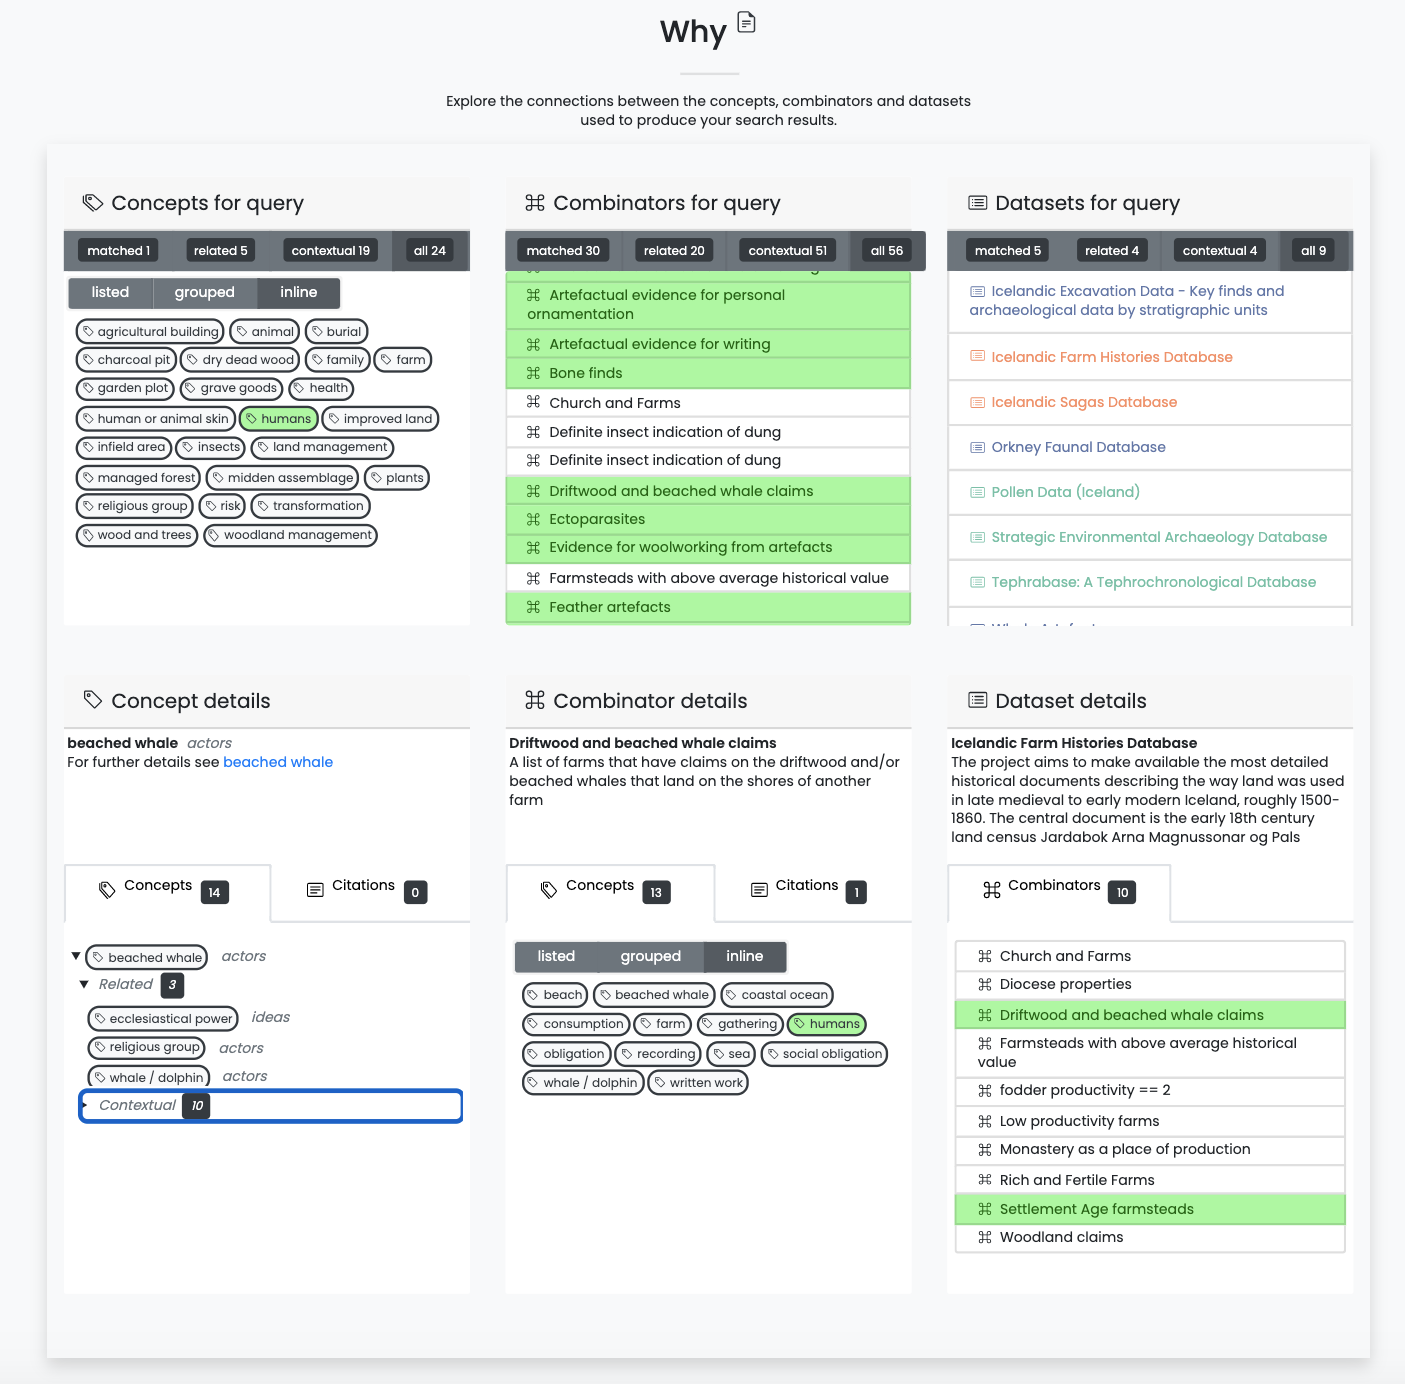 Why
Explore the connections between the concepts, combinators and datasets
used to produce your search results.
Concepts for query
matched 1
related 5
contextual 19
all 24
listed
grouped
inline
agricultural building
animal
burial
charcoal pit
dry dead wood
family
farm
garden plot
grave goods
health
human or animal skin
humans
improved land
infield area
insects
land management
managed forest
midden assemblage
plants
religious group
risk
transformation
wood and trees
woodland management
Combinators for query
matched 30
related 20
contextual 51
all 56
Artefactual evidence for personal
ornamentation
Artefactual evidence for writing
Bone finds
Church and Farms
Definite insect indication of dung
Definite insect indication of dung
Driftwood and beached whale claims
Ectoparasites
Evidence for woolworking from artefacts
Farmsteads with above average historical value
Feather artefacts
Datasets for query
matched 5
related 4
contextual 4
all 9
Icelandic Excavation Data - Key finds and
archaeological data by stratigraphic units
Icelandic Farm Histories Database
Icelandic Sagas Database
Orkney Faunal Database
Pollen Data (Iceland)
Strategic Environmental Archaeology Database
Tephrabase: A Tephrochronological Database
Concept details
beached whale actors
For further details see beached whale
Concepts 14
Citations 0
beached whale actors
Related 3
ecclesiastical power ideas
religious group actors
whale / dolphin actors
Contextual 10
Combinator details
Driftwood and beached whale claims
A list of farms that have claims on the driftwood and/or
beached whales that land on the shores of another
farm
Concepts 13
Citations 1
listed
grouped
inline
beach
beached whale
coastal ocean
consumption
farm
gathering
humans
obligation
recording
sea
social obligation
whale / dolphin
written work
Dataset details
Icelandic Farm Histories Database
The project aims to make available the most detailed
historical documents describing the way land was used
in late medieval to early modern Iceland, roughly 1500-
1860. The central document is the early 18th century
land census Jardabok Arna Magnussonar og Pals
Combinators 10
Church and Farms
Diocese properties
Driftwood and beached whale claims
Farmsteads with above average historical
value
fodder productivity == 2
Low productivity farms
Monastery as a place of production
Rich and Fertile Farms
Settlement Age farmsteads
Woodland claims